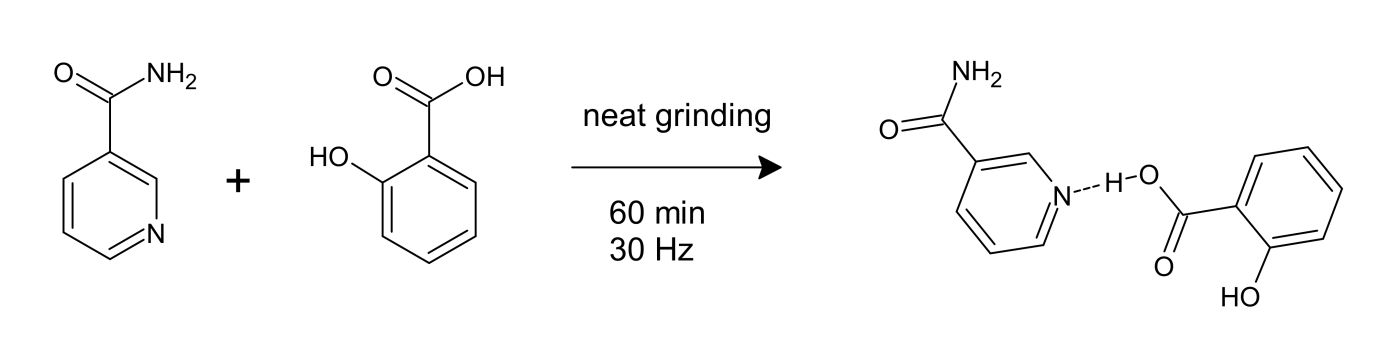 O NH₂
HO
O OH
N
+
neat grinding
60 min
30 Hz
NH₂
O
N H O
O
HO